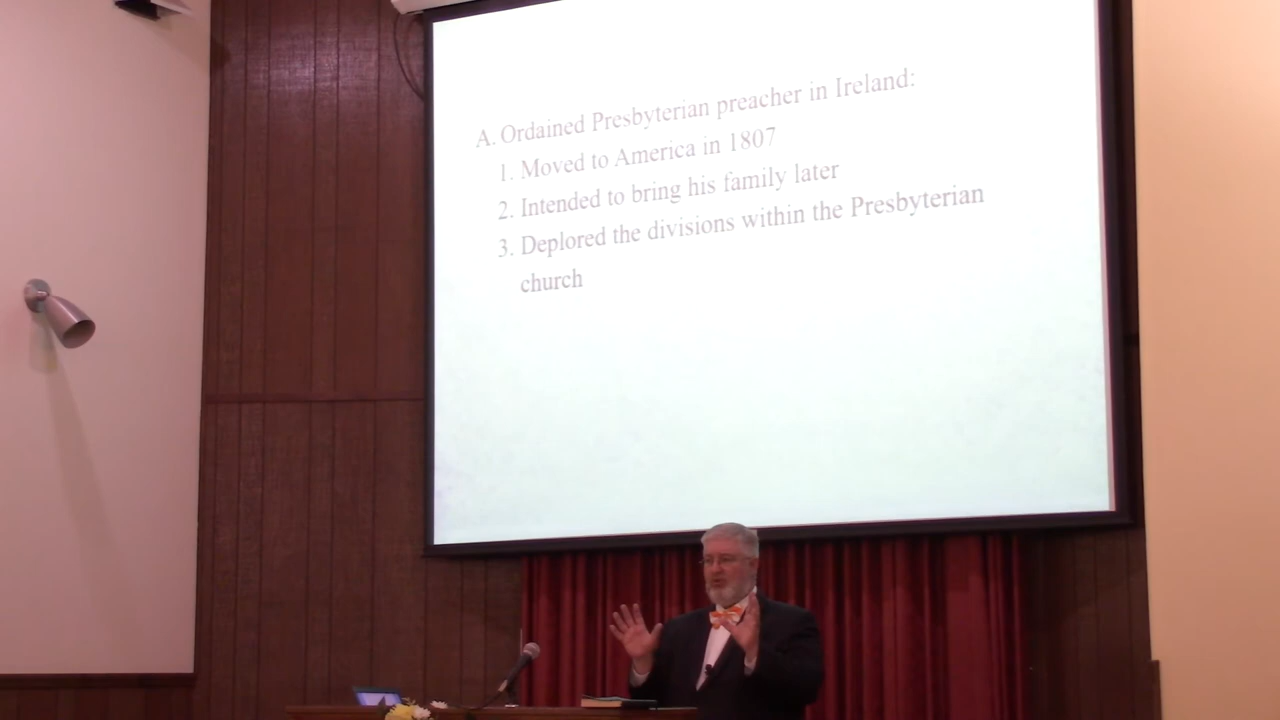 A. Ordained Presbyterian preacher in Ireland:
1. Moved to America in 1807
2. Intended to bring his family later
3. Deplored the divisions within the Presbyterian
church